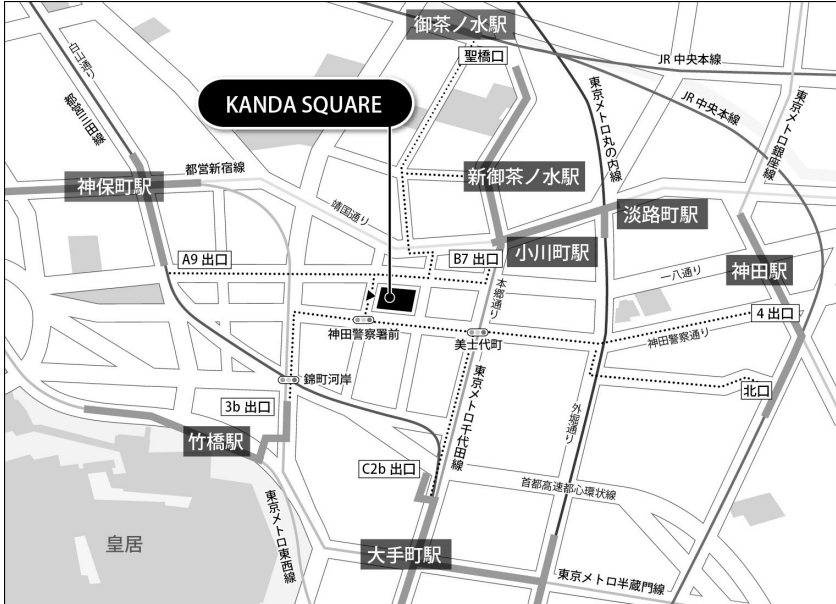 御茶ノ水駅
聖橋口
JR 中央本線
JR 中央本線
白山通り
都営三田線
KANDA SQUARE
東京メトロ丸の内線
東京メトロ銀座線
神保町駅
都営新宿線
新御茶ノ水駅
靖国通り
淡路町駅
小川町駅
A9 出口
B7 出口
神田駅
一八通り
本郷通り
4 出口
神田警察署前
美士代町
神田警察通り
錦町河岸
北口
3b 出口
東京メトロ千代田線
外堀通り
竹橋駅
C2b 出口
首都高速都心環状線
東京メトロ東西線
皇居
大手町駅
東京メトロ半蔵門線